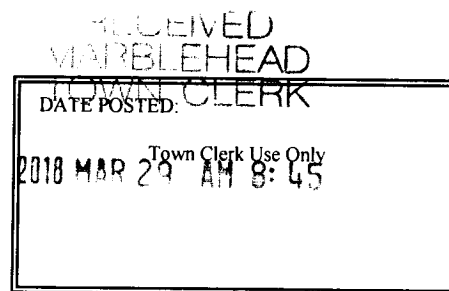 RECEIVED
MARBLEHEAD
TOWN CLERK
DATE POSTED:
Town Clerk Use Only
2018 MAR 29 AM 8: 45